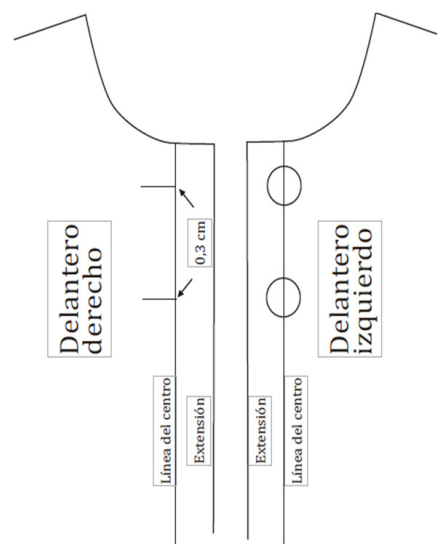 Delantero
derecho
0,3 cm
Delantero
izquierdo
Línea del centro
Extensión
Extensión
Línea del centro